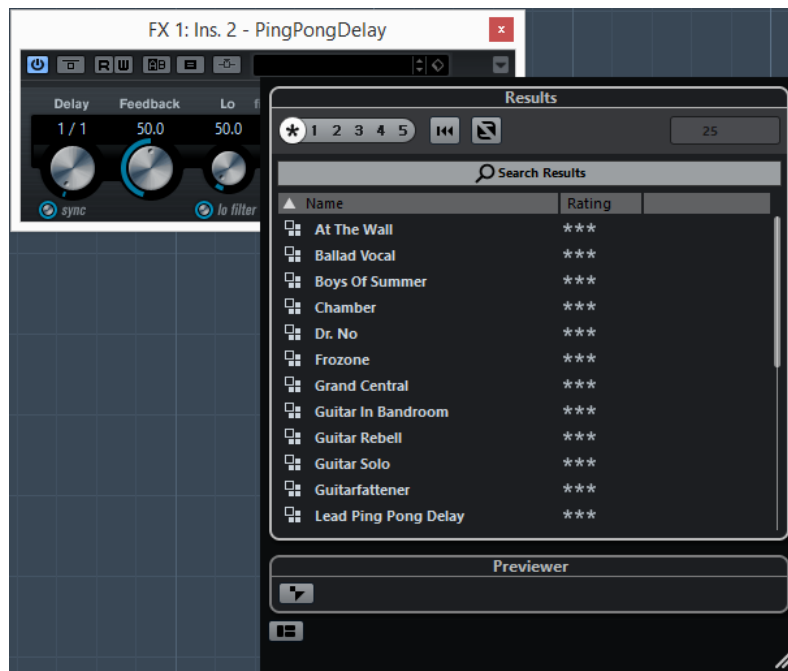 FX 1: Ins. 2 - PingPongDelay
x
R W AB
Delay Feedback Lo
1 / 1 50.0 50.0
sync lo filter
Results
* 1 2 3 4 5
25
Search Results
Name Rating
At The Wall ***
Ballad Vocal ***
Boys Of Summer ***
Chamber ***
Dr. No ***
Frozone ***
Grand Central ***
Guitar In Bandroom ***
Guitar Rebell ***
Guitar Solo ***
Guitarfattener ***
Lead Ping Pong Delay ***
Previewer